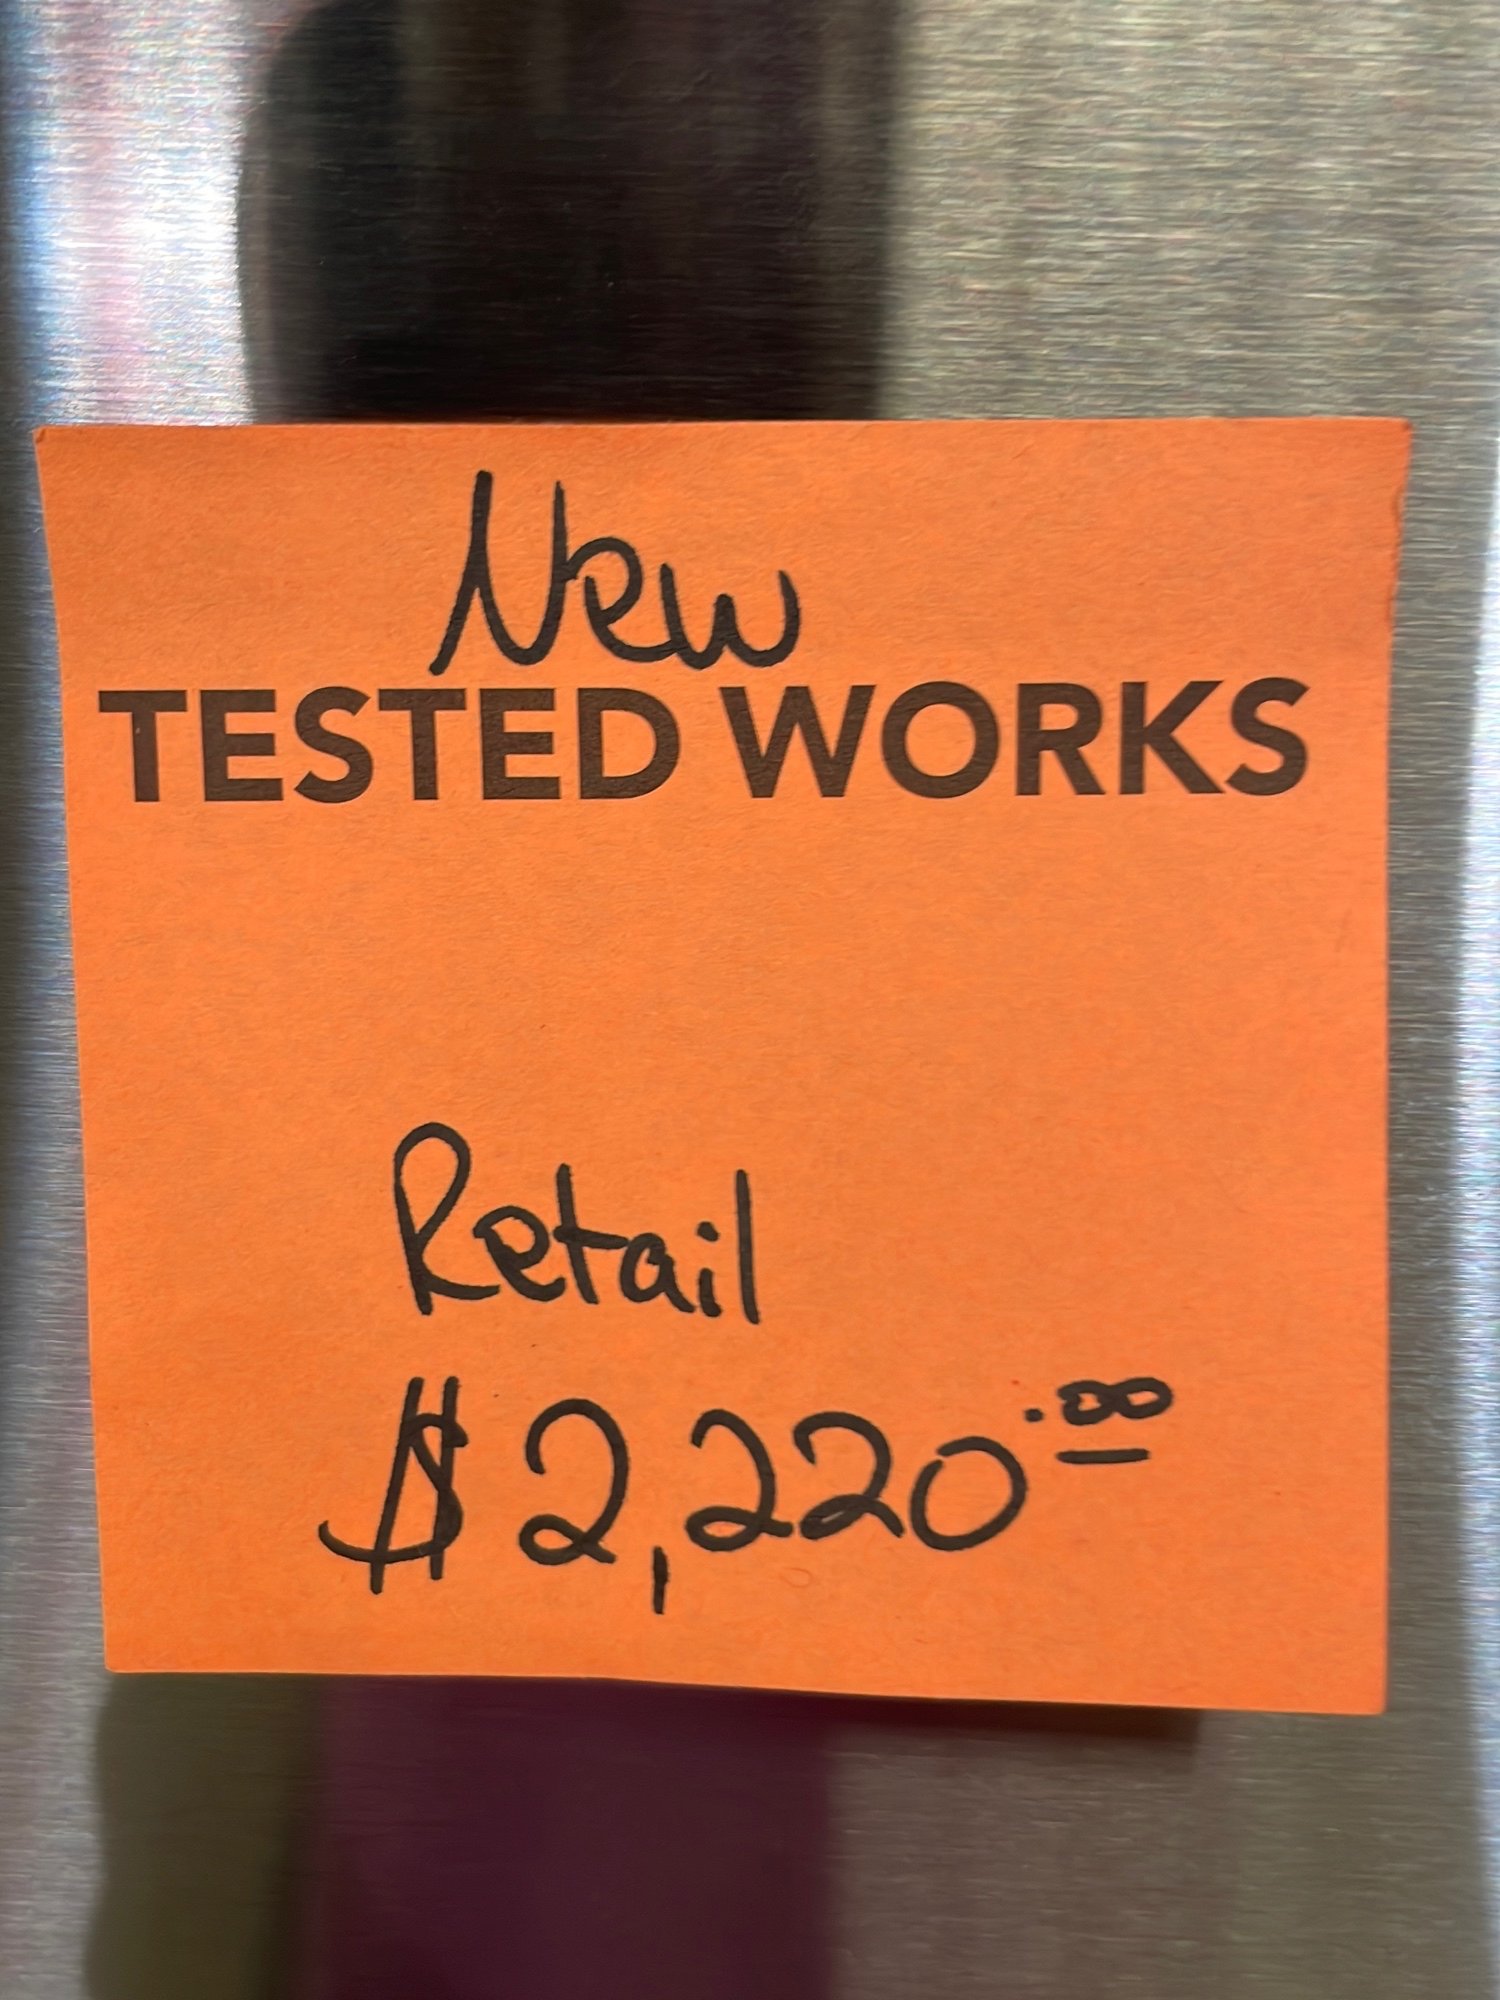 New
TESTED WORKS
Retail
$2,220.00